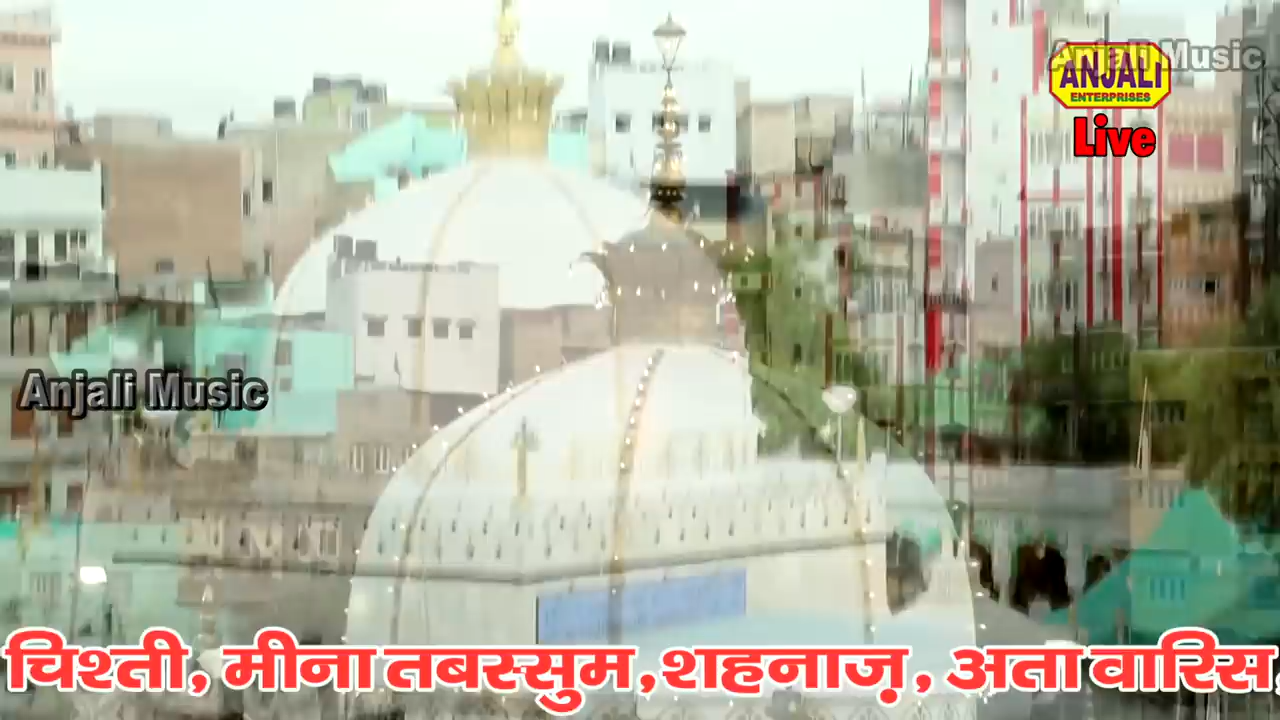 Anjali Music
ANJALI
ENTERPRISES
Live
Anjali Music
चिश्ती, मीना तबस्सुम, शहनाज़, अता वारिस,